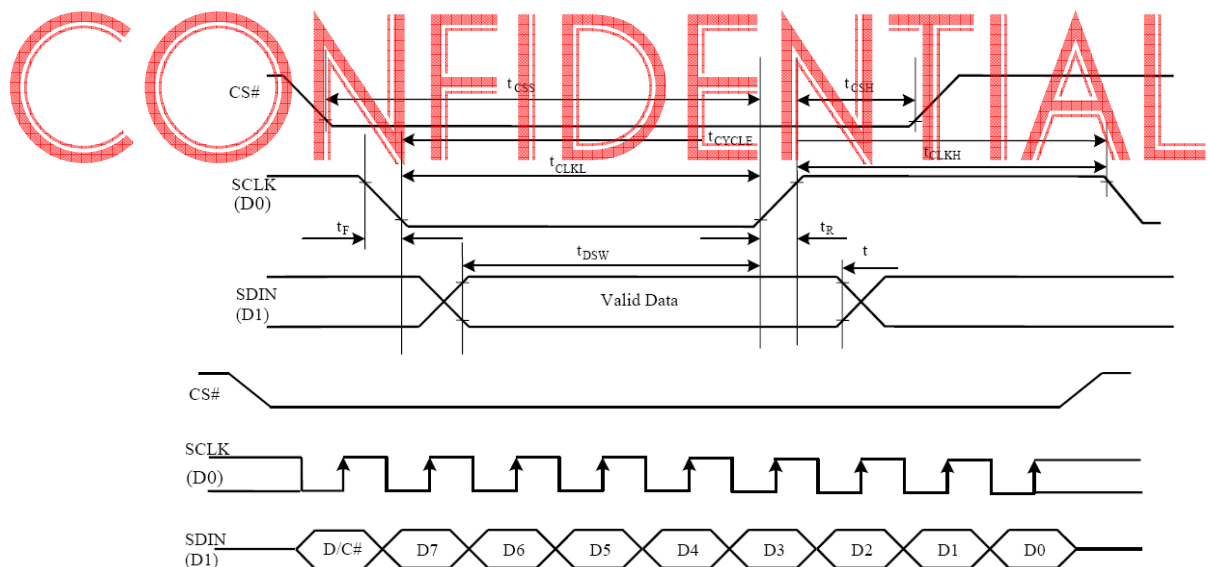 CONFIDENTIAL
CS#
tCSS
tCSH
tCYCLE
tCLKL
tCLKH
SCLK
(D0)
tF
tR
tDSW
t
SDIN
(D1)
Valid Data
CS#
SCLK
(D0)
SDIN
(D1)
D/C# D7 D6 D5 D4 D3 D2 D1 D0